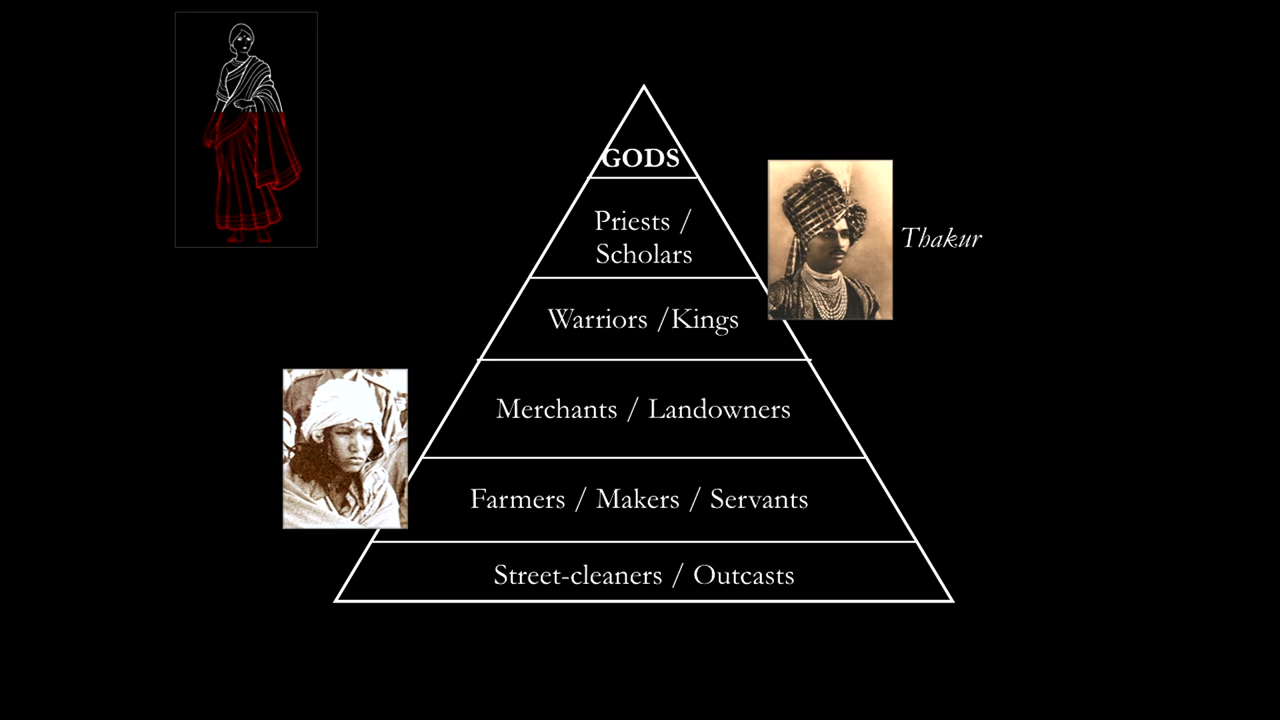 GODS
Priests /
Scholars
Thakur
Warriors /Kings
Merchants / Landowners
Farmers / Makers / Servants
Street-cleaners / Outcasts